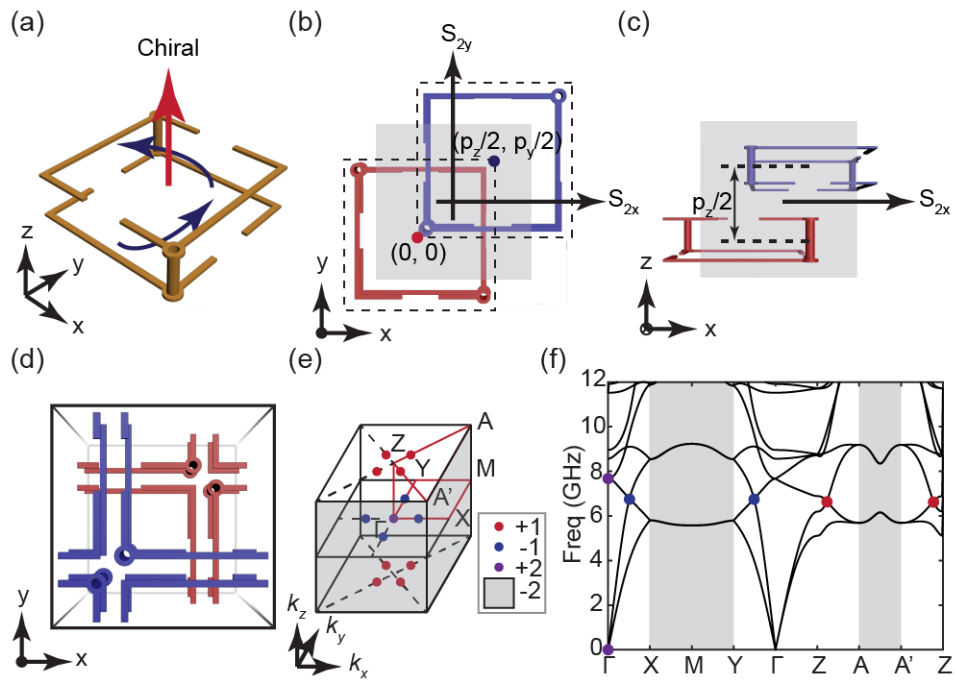 (a)
Chiral
z
y
x
(b)
S2y
(pz/2, py/2)
S2x
(0, 0)
y
x
(c)
pz/2
S2x
z
x
(d)
y
x
(e)
A
Z
M
Y
A'
X
Γ
+1
-1
+2
-2
kz
ky
kx
(f)
Freq (GHz)
12
10
8
6
4
2
0
Γ X M Y Γ Z A A' Z